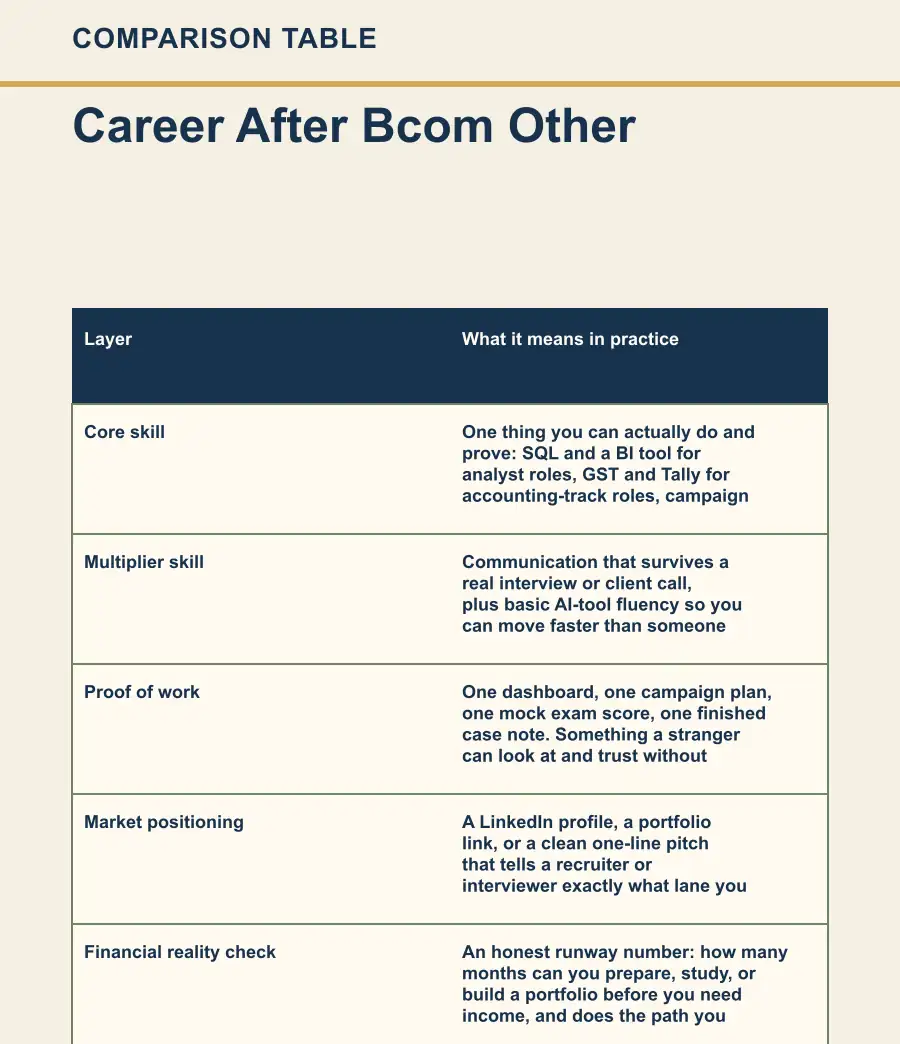 COMPARISON TABLE
Career After Bcom Other
Layer
What it means in practice
Core skill
One thing you can actually do and
prove: SQL and a BI tool for
analyst roles, GST and Tally for
accounting-track roles, campaign
Multiplier skill
Communication that survives a
real interview or client call,
plus basic AI-tool fluency so you
can move faster than someone
Proof of work
One dashboard, one campaign plan,
one mock exam score, one finished
case note. Something a stranger
can look at and trust without
Market positioning
A LinkedIn profile, a portfolio
link, or a clean one-line pitch
that tells a recruiter or
interviewer exactly what lane you
Financial reality check
An honest runway number: how many
months can you prepare, study, or
build a portfolio before you need
income, and does the path you